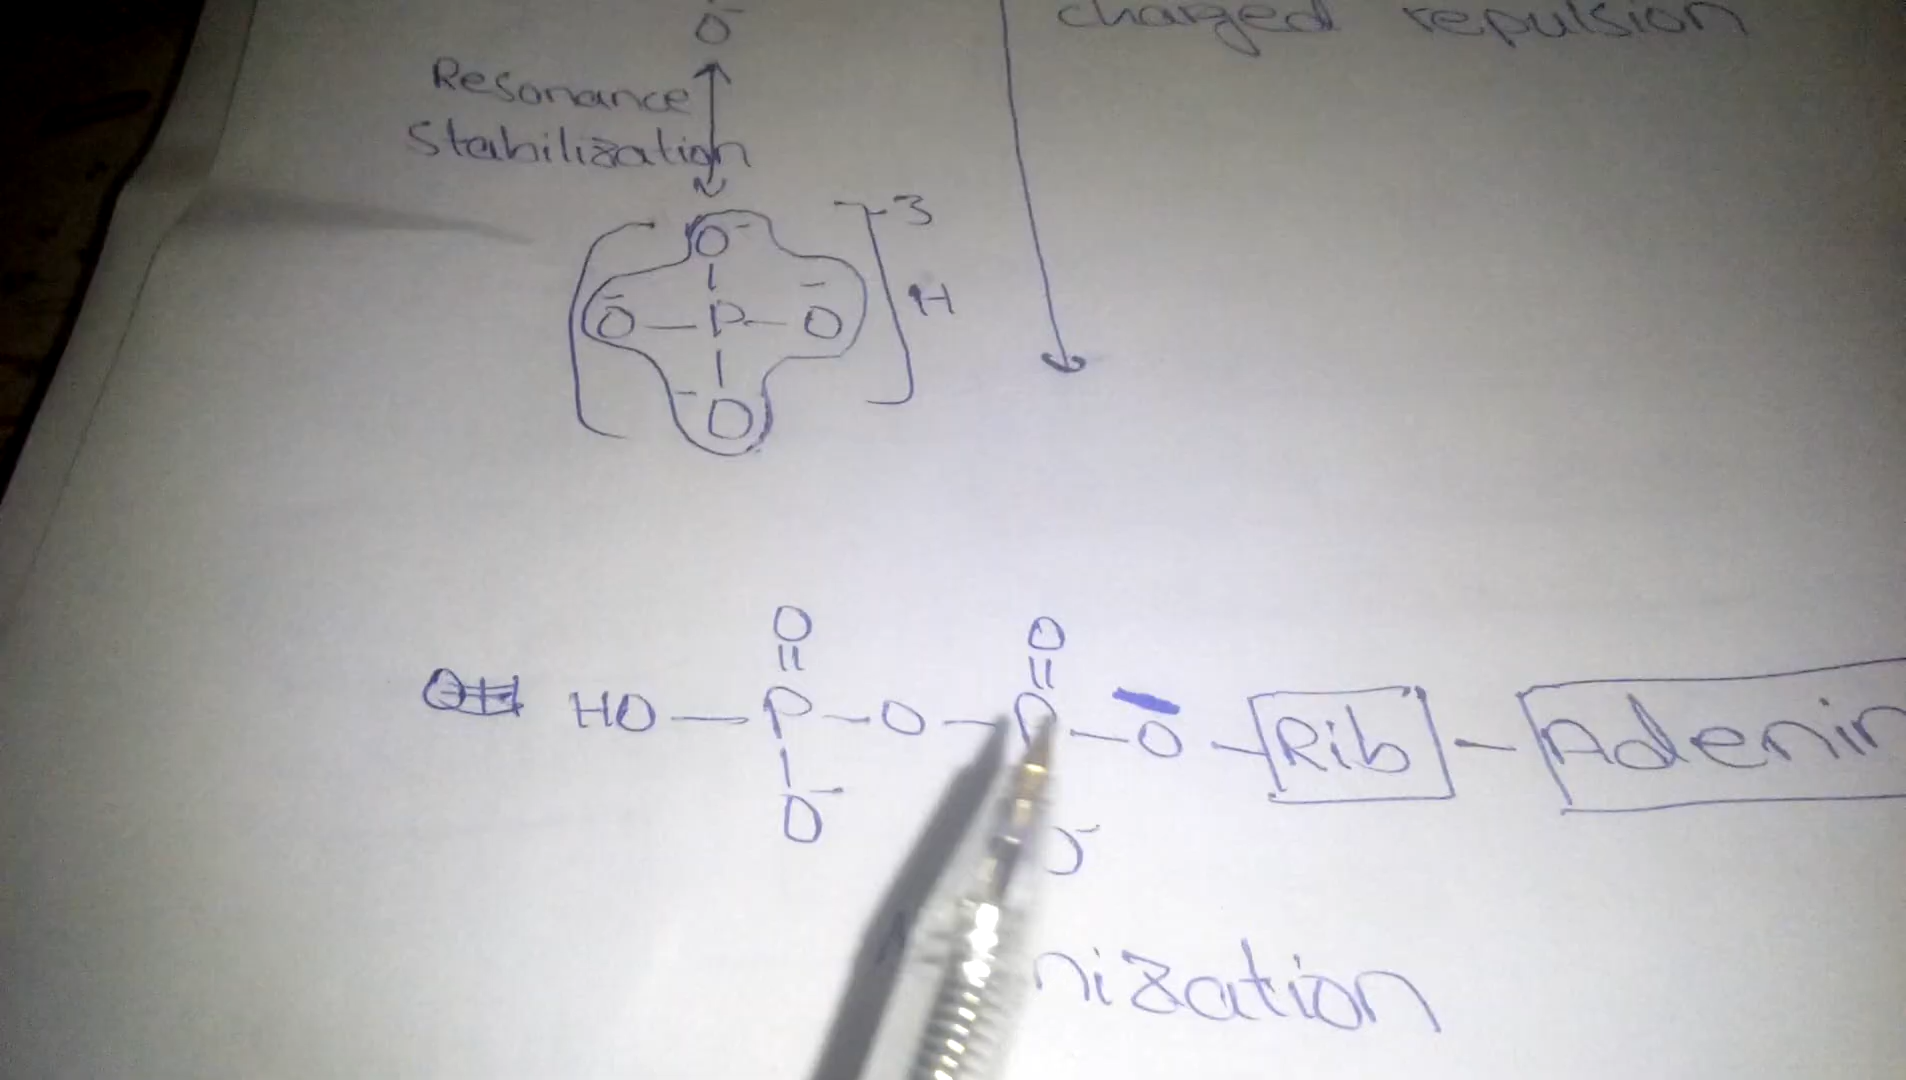 O⁻
charged repulsion
Resonance
Stabilization
-3
O⁻
⁻O — P — O⁻ H
⁻O
O O
HO — P — O — P — O — Rib — Adenin
O⁻ O⁻
nization